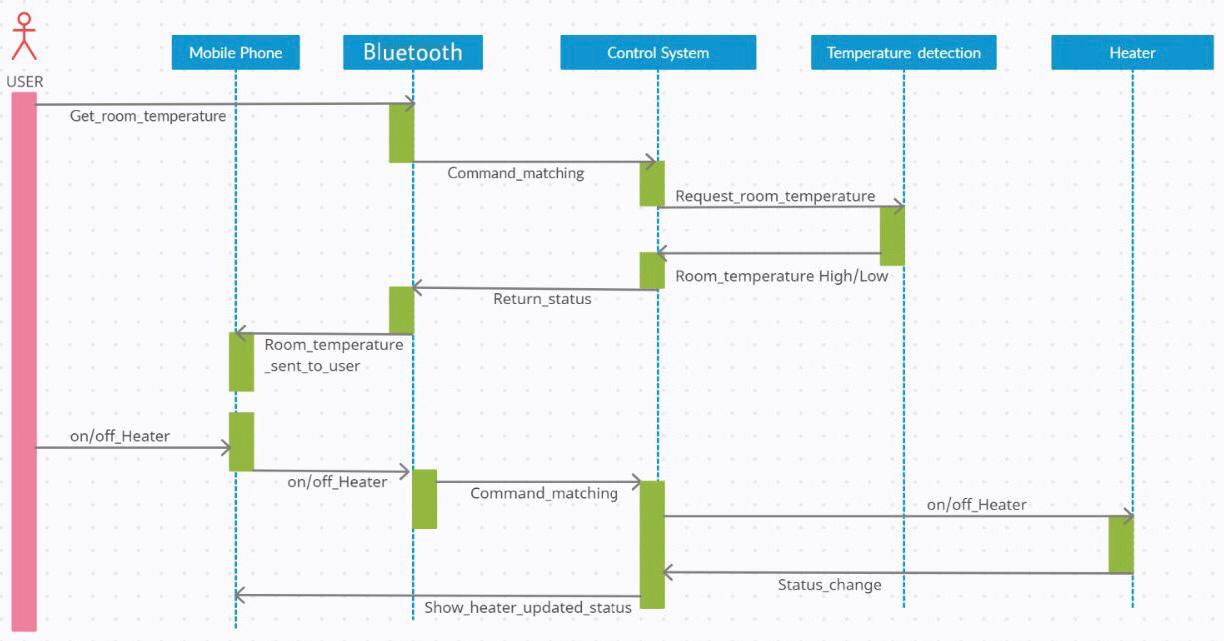 Mobile Phone
Bluetooth
Control System
Temperature detection
Heater
USER
Get_room_temperature
Command_matching
Request_room_temperature
Room_temperature High/Low
Return_status
Room_temperature
_sent_to_user
on/off_Heater
on/off_Heater
Command_matching
on/off_Heater
Status_change
Show_heater_updated_status